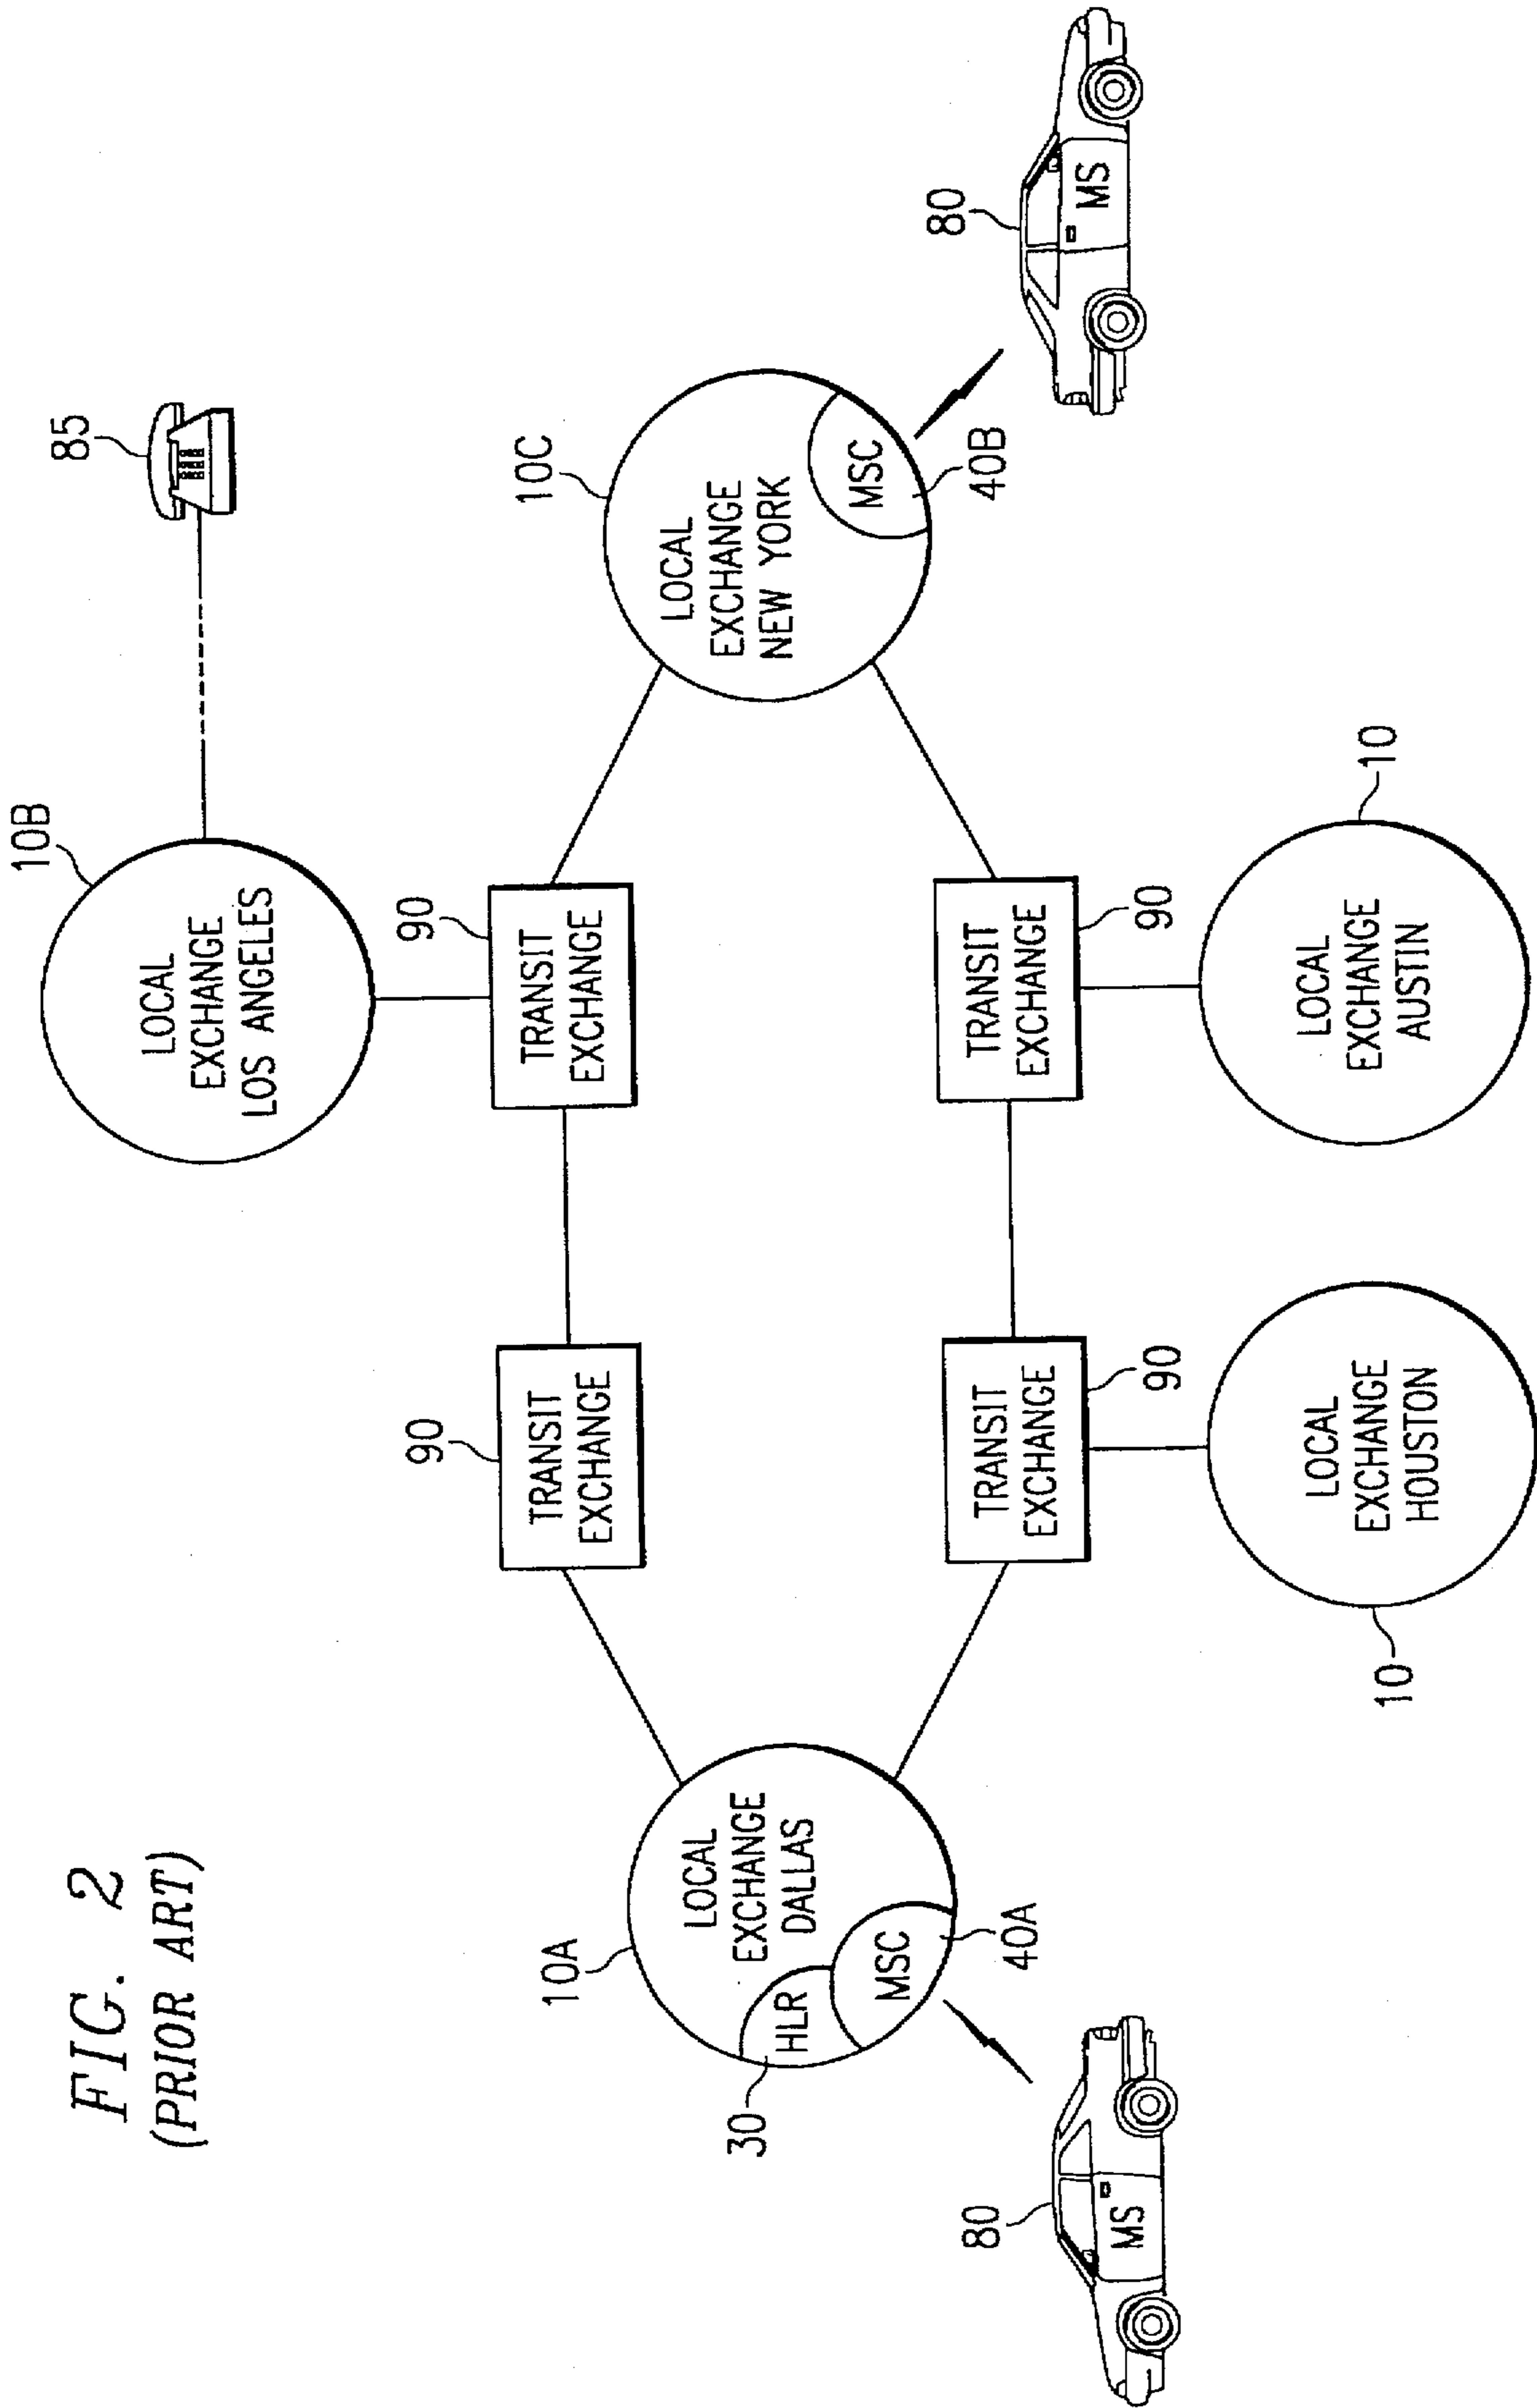 FIG. 2
(PRIOR ART)
10B
85
LOCAL
EXCHANGE
LOS ANGELES
90
TRANSIT
EXCHANGE
90
TRANSIT
EXCHANGE
10A
LOCAL
EXCHANGE
DALLAS
HLR
30
MSC
40A
10C
LOCAL
EXCHANGE
NEW YORK
MSC
40B
80
MS
80
MS
TRANSIT
EXCHANGE
90
TRANSIT
EXCHANGE
90
LOCAL
EXCHANGE
HOUSTON
10
LOCAL
EXCHANGE
AUSTIN
10